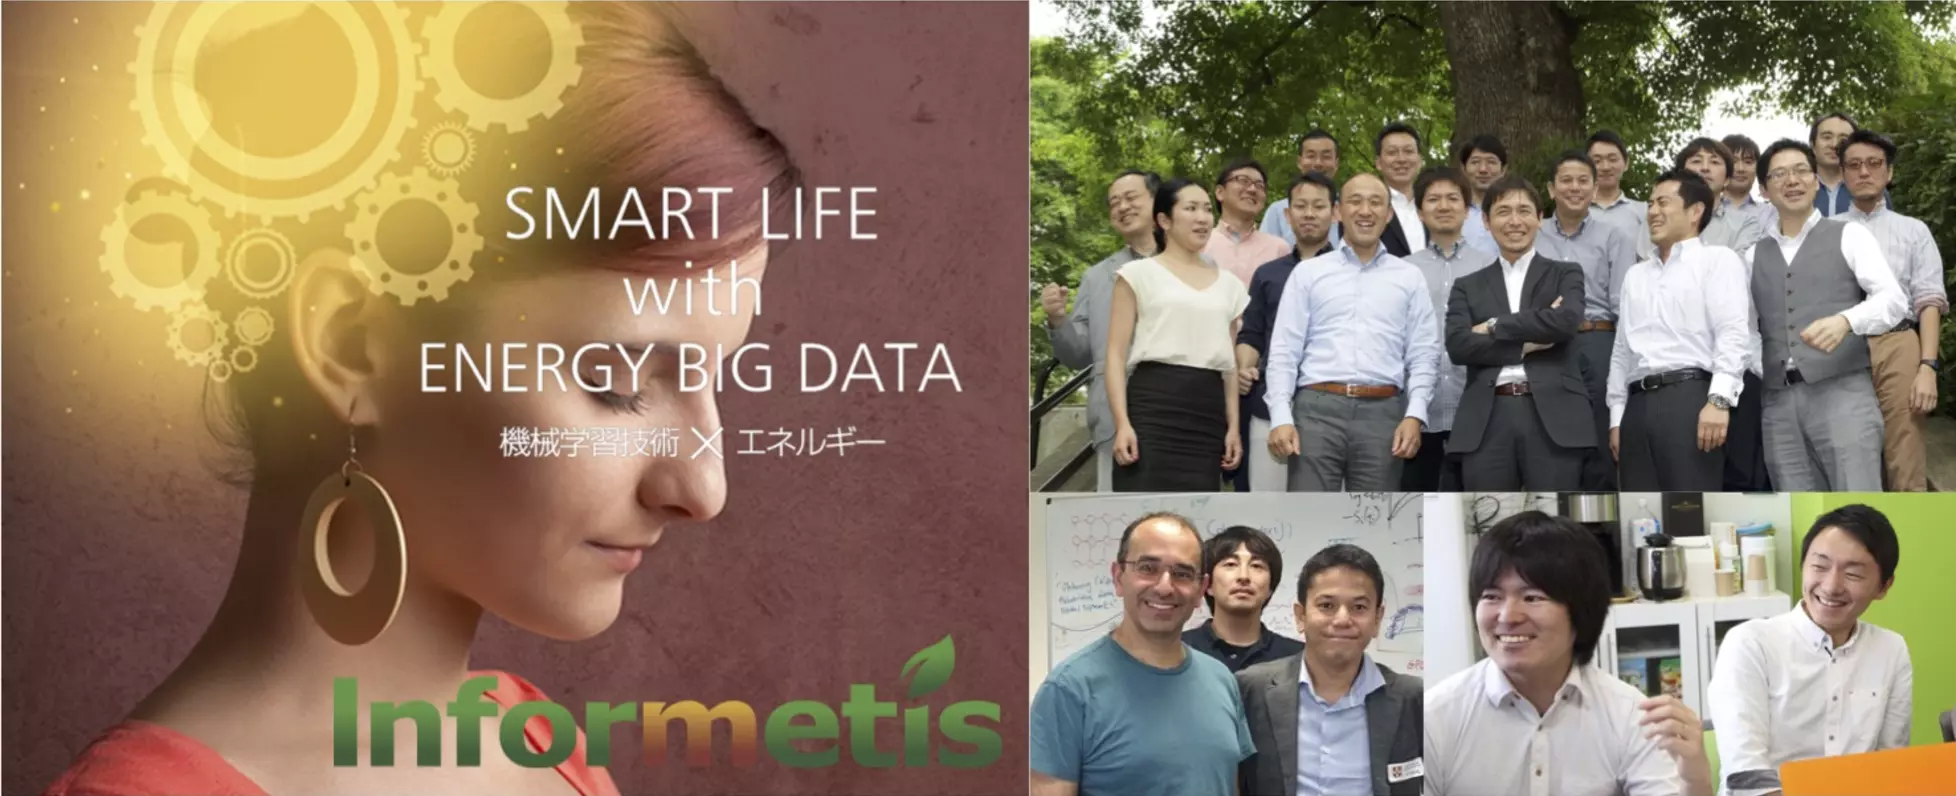 SMART LIFE
with
ENERGY BIG DATA
機械学習技術 × エネルギー
Informetis